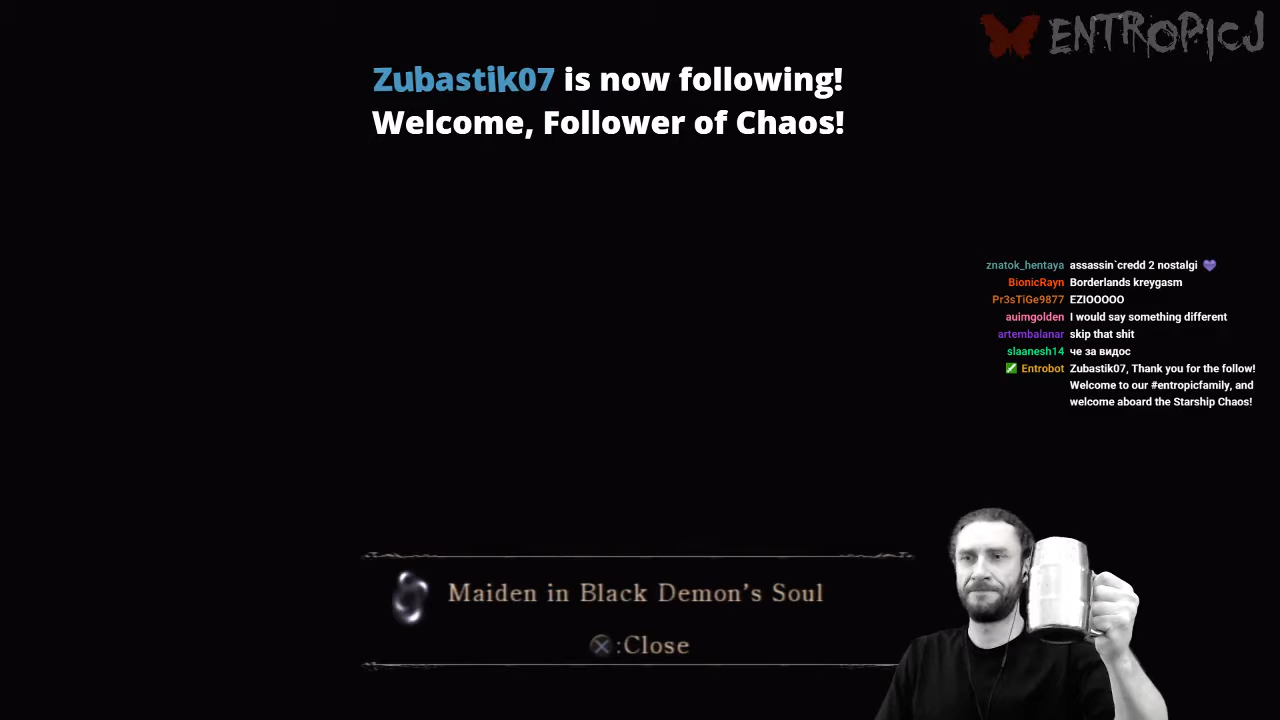 ENTROPICJ
Zubastik07 is now following!
Welcome, Follower of Chaos!
znatok_hentaya assassin`credd 2 nostalgi 💜
BionicRayn Borderlands kreygasm
Pr3sTiGe9877 EZIOOOOO
auimgolden I would say something different
artembalanar skip that shit
slaanesh14 че за видос
Entrobot Zubastik07, Thank you for the follow!
Welcome to our #entropicfamily, and
welcome aboard the Starship Chaos!
Maiden in Black Demon's Soul
:Close